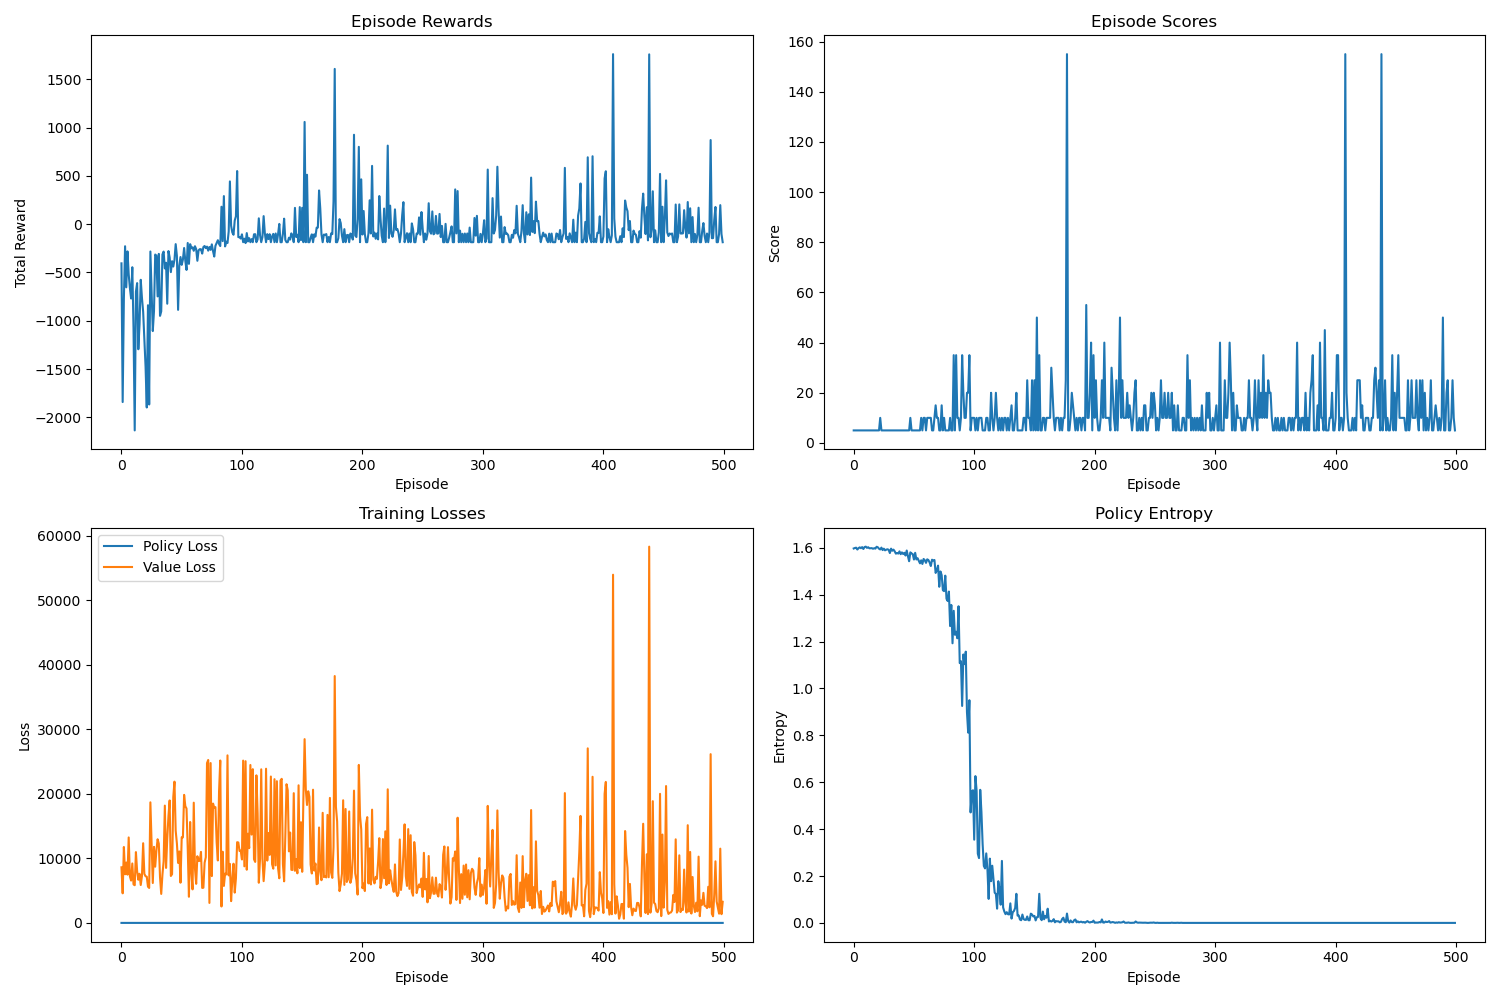 Episode Rewards
Total Reward
1500
1000
500
0
−500
−1000
−1500
−2000
0 100 200 300 400 500
Episode
Episode Scores
Score
160
140
120
100
80
60
40
20
0
0 100 200 300 400 500
Episode
Training Losses
Policy Loss
Value Loss
Loss
60000
50000
40000
30000
20000
10000
0
0 100 200 300 400 500
Episode
Policy Entropy
Entropy
1.6
1.4
1.2
1.0
0.8
0.6
0.4
0.2
0.0
0 100 200 300 400 500
Episode